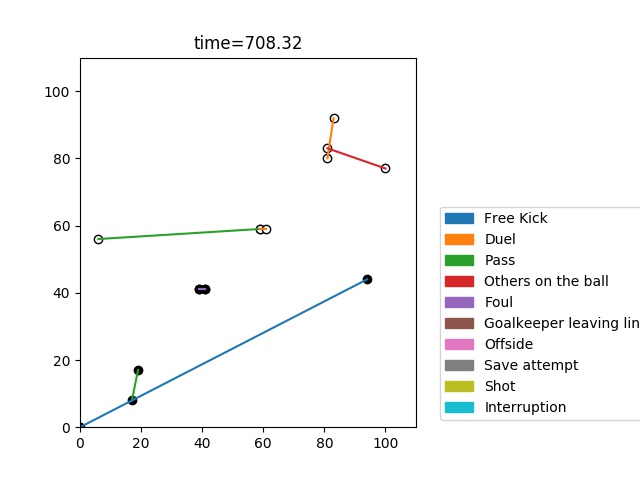 time=708.32
100
80
60
40
20
0
0 20 40 60 80 100
Free Kick
Duel
Pass
Others on the ball
Foul
Goalkeeper leaving lin
Offside
Save attempt
Shot
Interruption